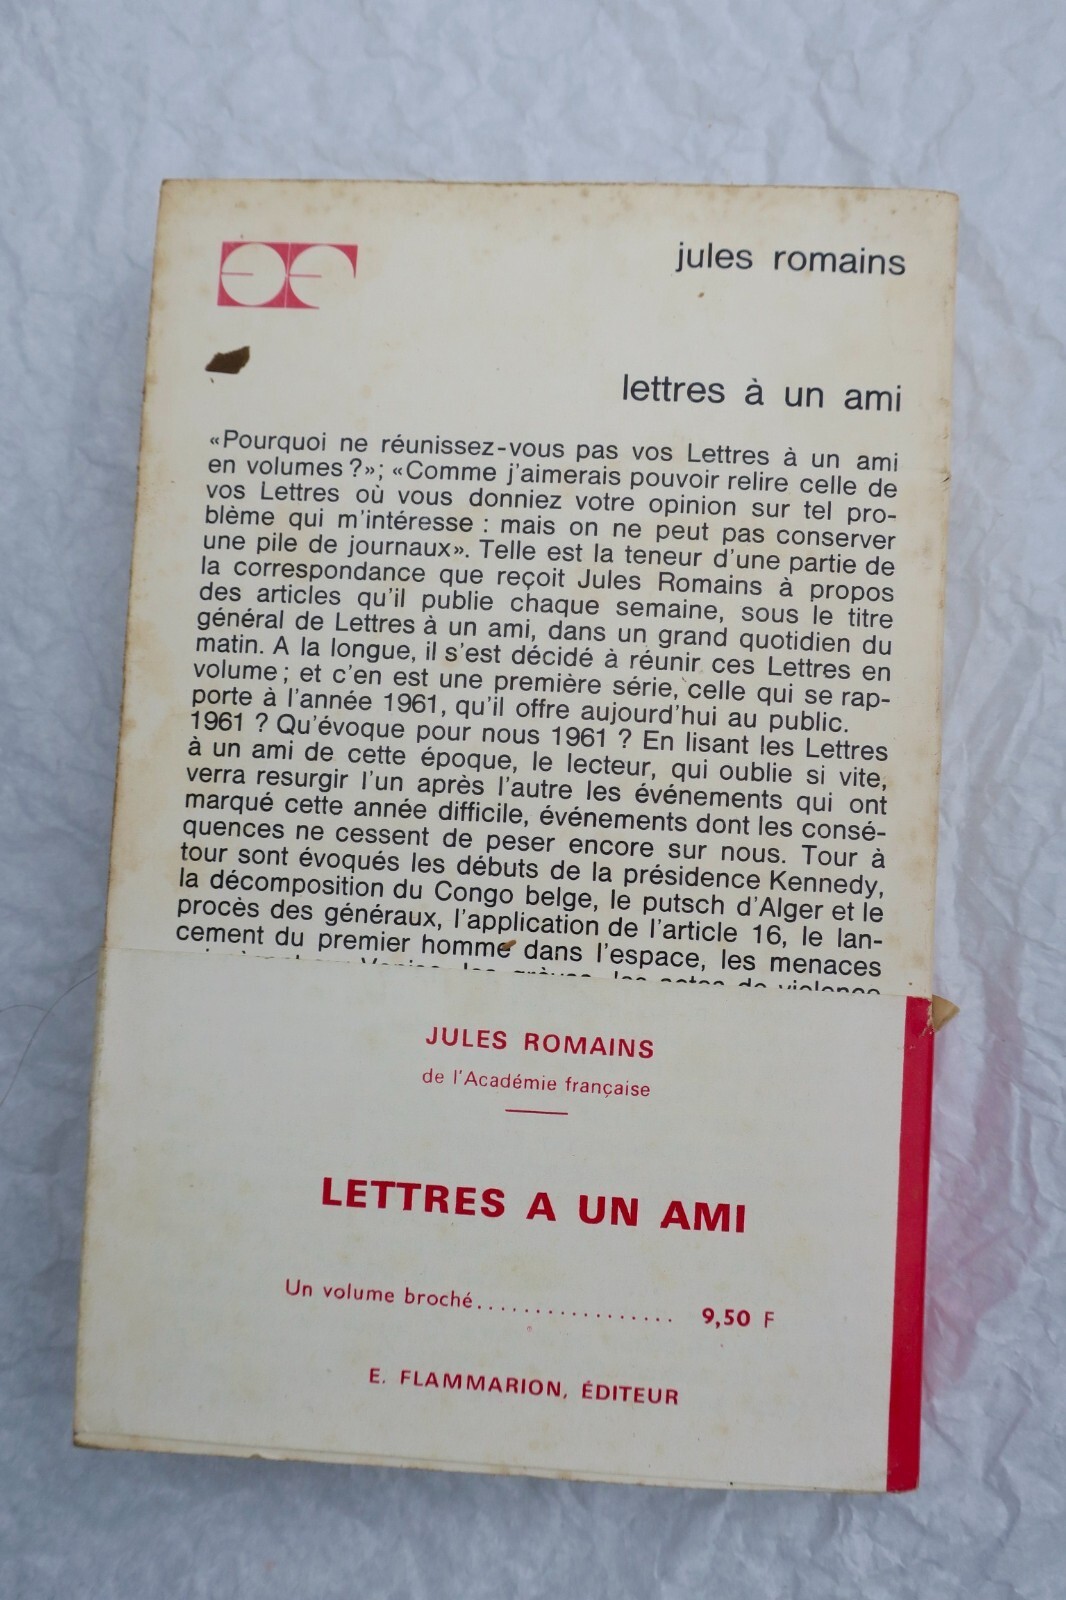 jules romains
lettres à un ami
«Pourquoi ne réunissez-vous pas vos Lettres à un ami
en volumes ?»; «Comme j'aimerais pouvoir relire celle de
vos Lettres où vous donniez votre opinion sur tel pro-
blème qui m'intéresse : mais on ne peut pas conserver
une pile de journaux». Telle est la teneur d'une partie de
la correspondance que reçoit Jules Romains à propos
des articles qu'il publie chaque semaine, sous le titre
général de Lettres à un ami, dans un grand quotidien du
matin. A la longue, il s'est décidé à réunir ces Lettres en
volume ; et c'en est une première série, celle qui se rap-
porte à l'année 1961, qu'il offre aujourd'hui au public.
1961 ? Qu'évoque pour nous 1961 ? En lisant les Lettres
à un ami de cette époque, le lecteur, qui oublie si vite,
verra resurgir l'un après l'autre les événements qui ont
marqué cette année difficile, événements dont les consé-
quences ne cessent de peser encore sur nous. Tour à
tour sont évoqués les débuts de la présidence Kennedy,
la décomposition du Congo belge, le putsch d'Alger et le
procès des généraux, l'application de l'article 16, le lan-
cement du premier homme dans l'espace, les menaces
les grèves, les actes de violence
JULES ROMAINS
de l'Académie française
LETTRES A UN AMI
Un volume broché................. 9,50 F
E. FLAMMARION, ÉDITEUR